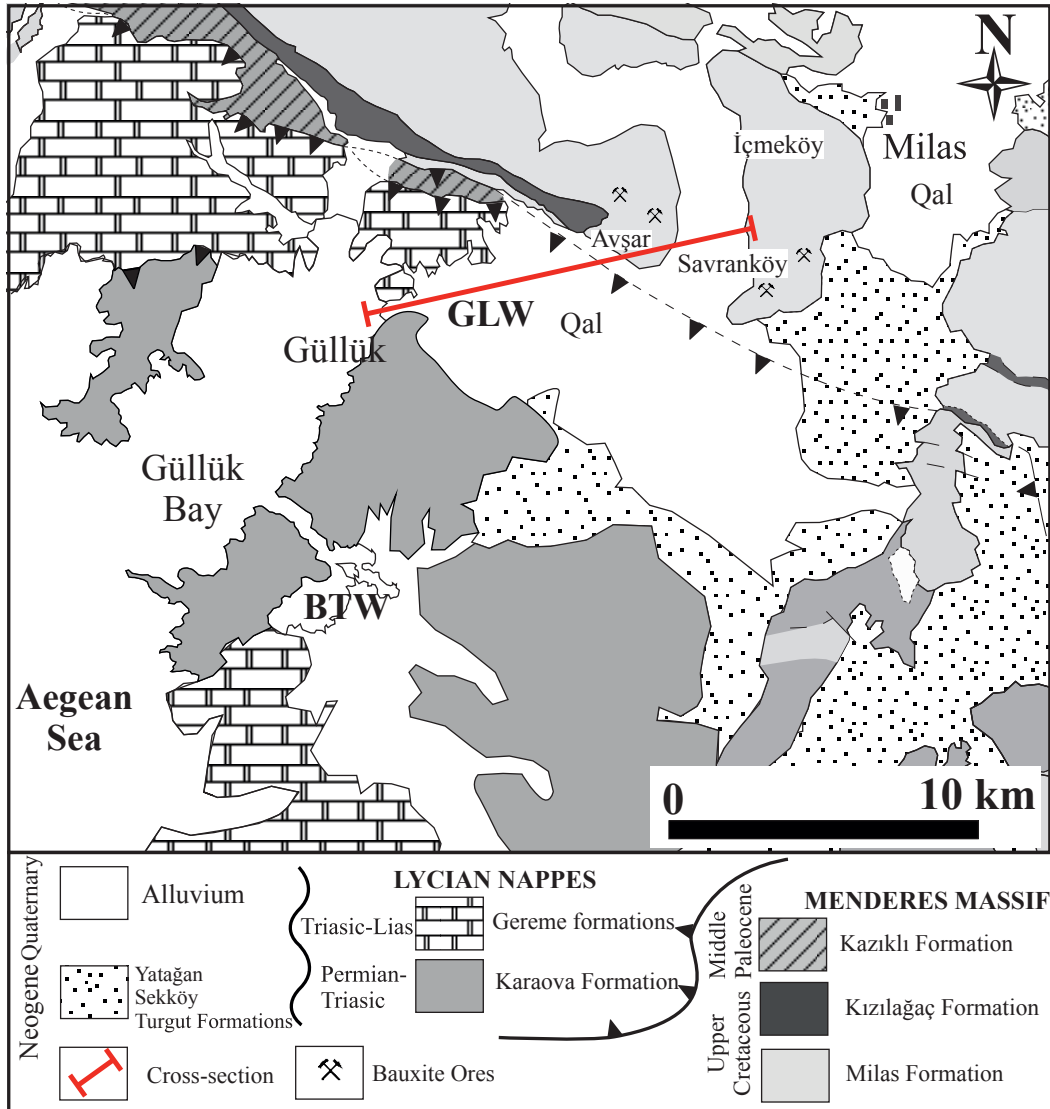 N
İçmeköy
Milas
Qal
Avşar
Savranköy
GLW
Qal
Güllük
Güllük
Bay
BTW
Aegean
Sea
0
10 km
Neogene
Quaternary
Alluvium
Yatağan
Sekköy
Turgut Formations
Cross-section
Bauxite Ores
LYCIAN NAPPES
Triasic-Lias
Gereme formations
Permian-
Triasic
Karaova Formation
MENDERES MASSIF
Middle
Paleocene
Kazıklı Formation
Upper
Cretaceous
Kızılağaç Formation
Milas Formation